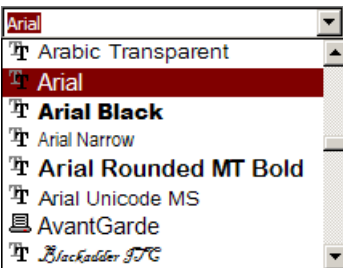 Arial
Arabic Transparent
Arial
Arial Black
Arial Narrow
Arial Rounded MT Bold
Arial Unicode MS
AvantGarde
Blackadder ITC